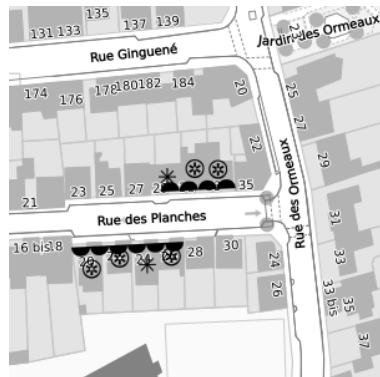 135
131 133 137 139
Rue Ginguené
Jardin des Ormeaux
174 176 178 180 182 184 20
25
27
22
29
21 23 25 27 35
Rue des Planches
Rue des Ormeaux
31
16 bis 18 28 30 24
33
26
33 bis
35
37